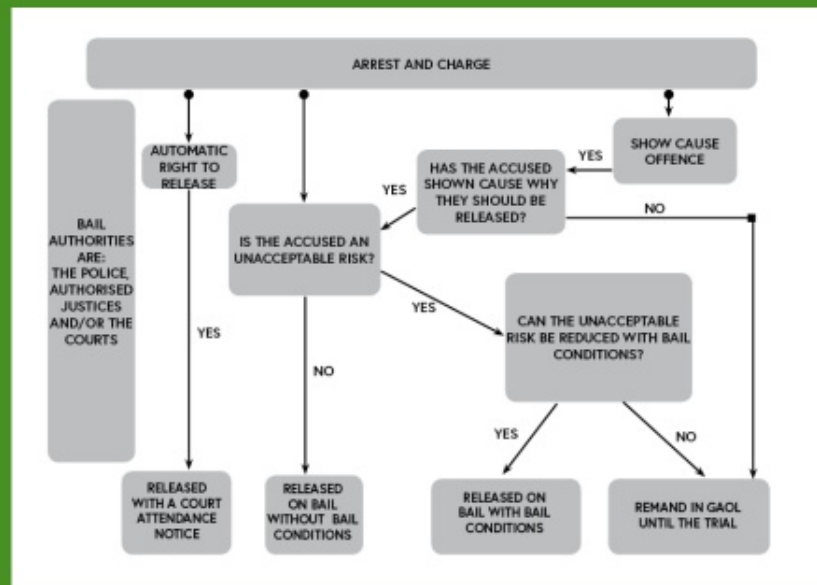 ARREST AND CHARGE
AUTOMATIC
RIGHT TO
RELEASE
SHOW CAUSE
OFFENCE
YES
HAS THE ACCUSED
SHOWN CAUSE WHY
THEY SHOULD BE
RELEASED?
YES
NO
BAIL
AUTHORITIES
ARE:
THE POLICE,
AUTHORISED
JUSTICES
AND/OR THE
COURTS
IS THE ACCUSED AN
UNACCEPTABLE RISK?
YES
YES
NO
CAN THE UNACCEPTABLE
RISK BE REDUCED WITH BAIL
CONDITIONS?
YES
NO
RELEASED
WITH A COURT
ATTENDANCE
NOTICE
RELEASED
ON BAIL
WITHOUT BAIL
CONDITIONS
RELEASED ON
BAIL WITH BAIL
CONDITIONS
REMAND IN GAOL
UNTIL THE TRIAL